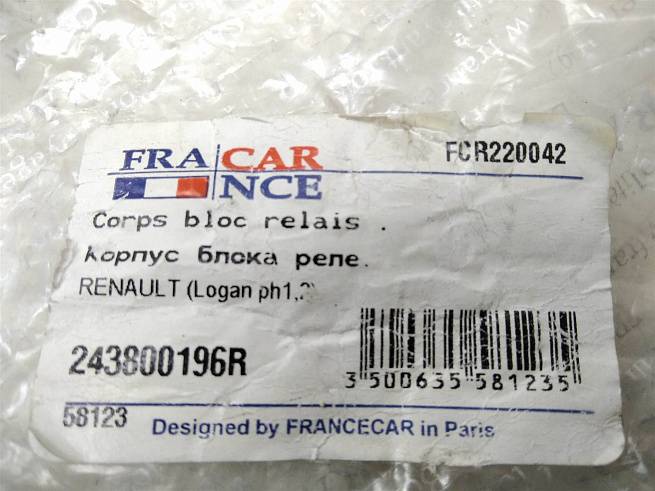 FRA CAR
NCE
FCR220042
Corps bloc relais .
Корпус блока реле.
RENAULT (Logan ph1,2)
243800196R
3 500635 581235
58123
Designed by FRANCECAR in Paris